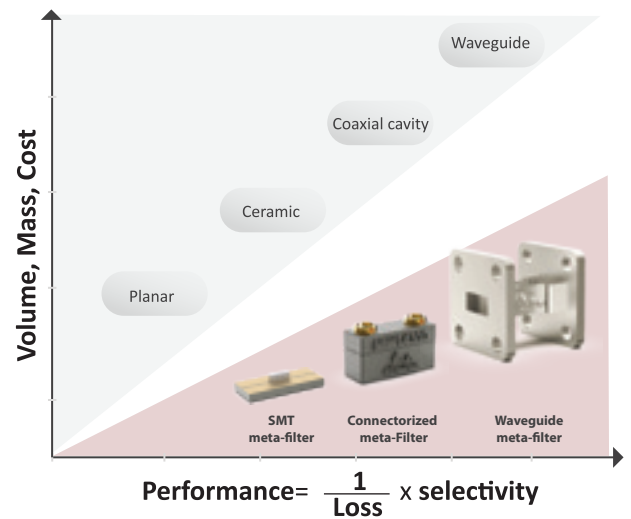 Waveguide
Coaxial cavity
Ceramic
Planar
Volume, Mass, Cost
SMT
meta-filter
Connectorized
meta-Filter
Waveguide
meta-filter
Performance= 1
Loss x selectivity